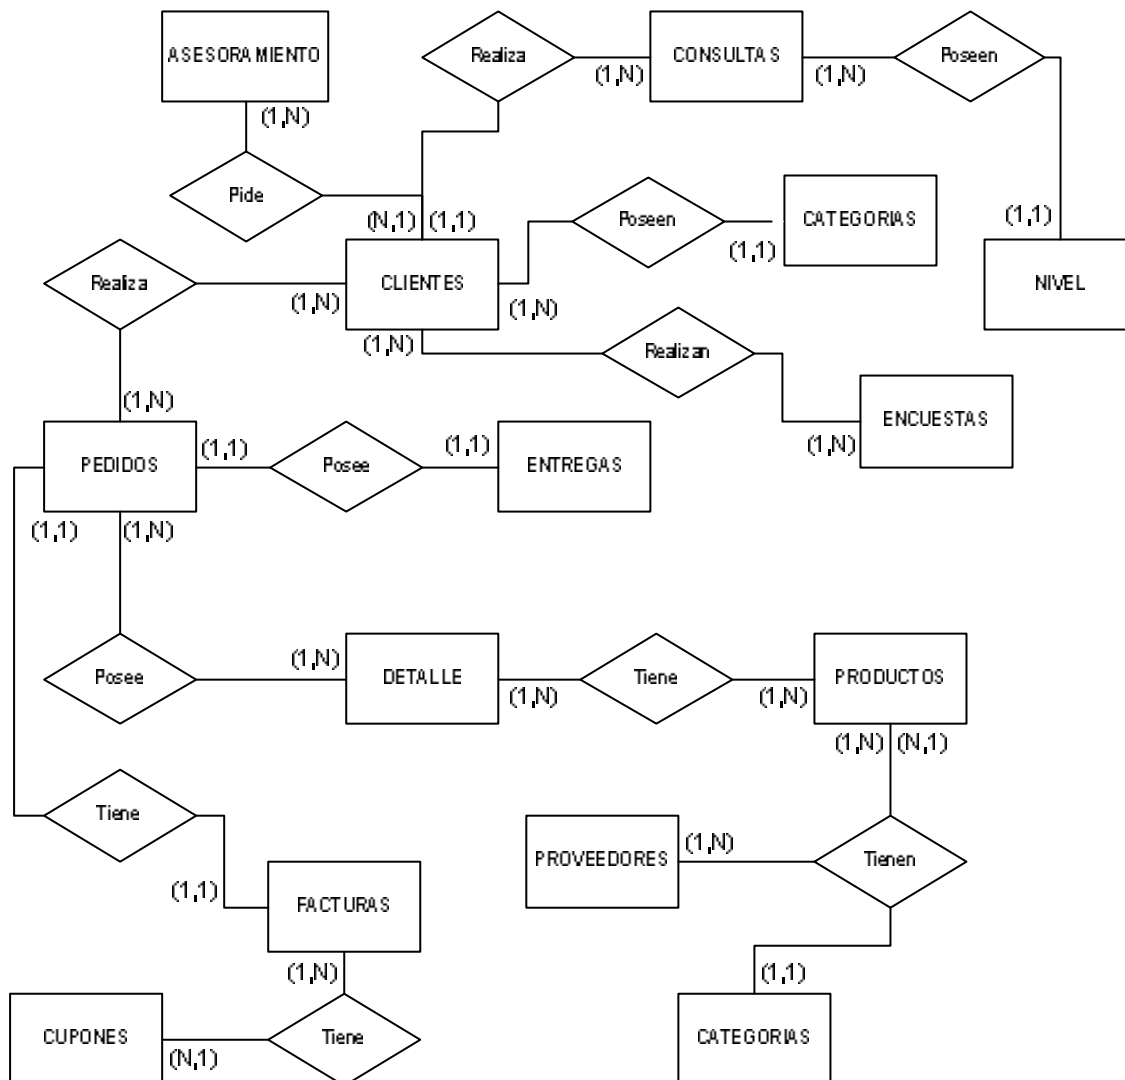 ASESORAMIENTO
(1,N)
Pide
Realiza
(1,N)
CONSULTAS
(1,N)
Poseen
(1,1)
NIVEL
(N,1)
(1,1)
CLIENTES
(1,N)
Poseen
(1,1)
CATEGORIAS
Realiza
(1,N)
(1,N)
Realizan
(1,N)
ENCUESTAS
(1,N)
PEDIDOS
(1,1)
Posee
(1,1)
ENTREGAS
(1,1)
(1,N)
Posee
(1,N)
DETALLE
(1,N)
Tiene
(1,N)
PRODUCTOS
(1,N)
(N,1)
Tiene
(1,1)
FACTURAS
PROVEEDORES
(1,N)
Tienen
(1,N)
(1,1)
CUPONES
(N,1)
Tiene
CATEGORIAS